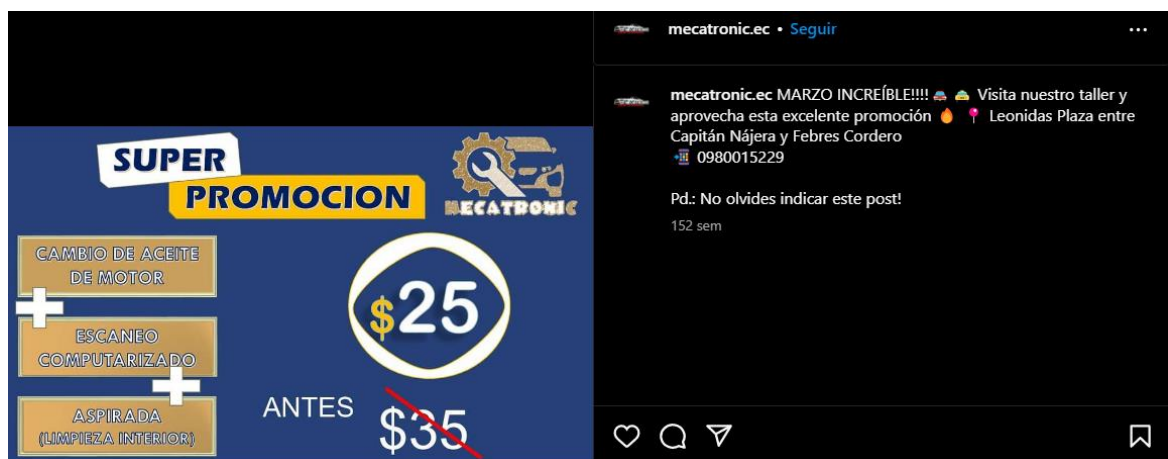 SUPER
PROMOCION
MECATRONIC
CAMBIO DE ACEITE
DE MOTOR
ESCANEO
COMPUTARIZADO
ASPIRADA
(LIMPIEZA INTERIOR)
$25
ANTES $35
mecatronic.ec • Seguir
mecatronic.ec MARZO INCREÍBLE!!!! 🚘 🚖 Visita nuestro taller y
aprovecha esta excelente promoción 🔥 📍 Leonidas Plaza entre
Capitán Nájera y Febres Cordero
📲 0980015229
Pd.: No olvides indicar este post!
152 sem